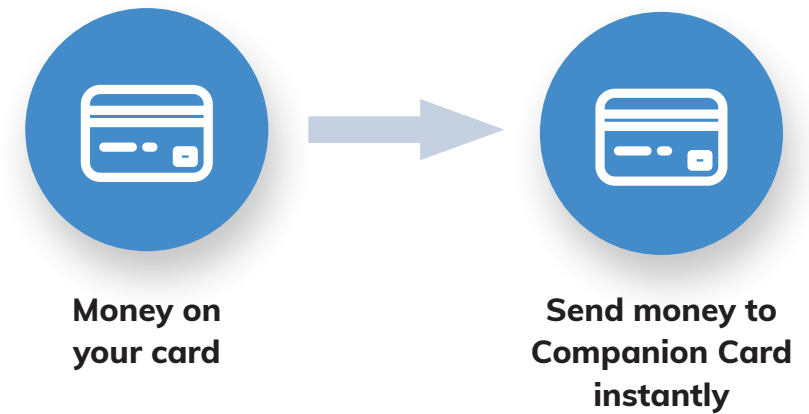 Money on
your card
Send money to
Companion Card
instantly